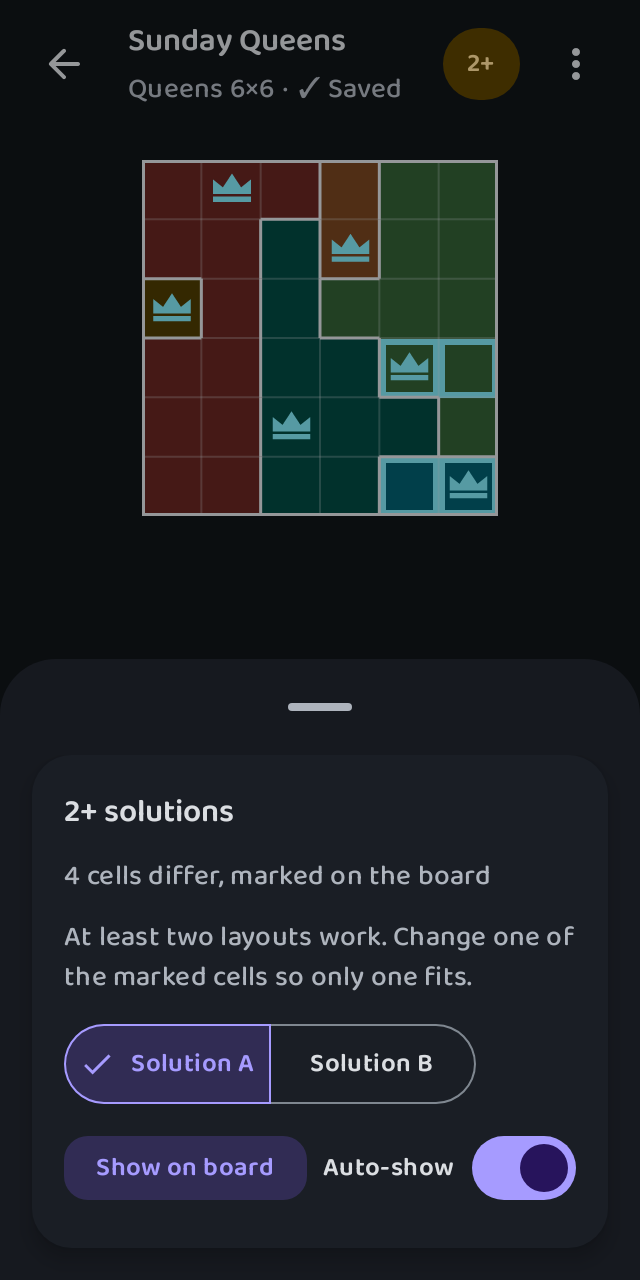 Sunday Queens
Queens 6×6 · ✓ Saved
2+
2+ solutions
4 cells differ, marked on the board
At least two layouts work. Change one of
the marked cells so only one fits.
Solution A
Solution B
Show on board
Auto-show